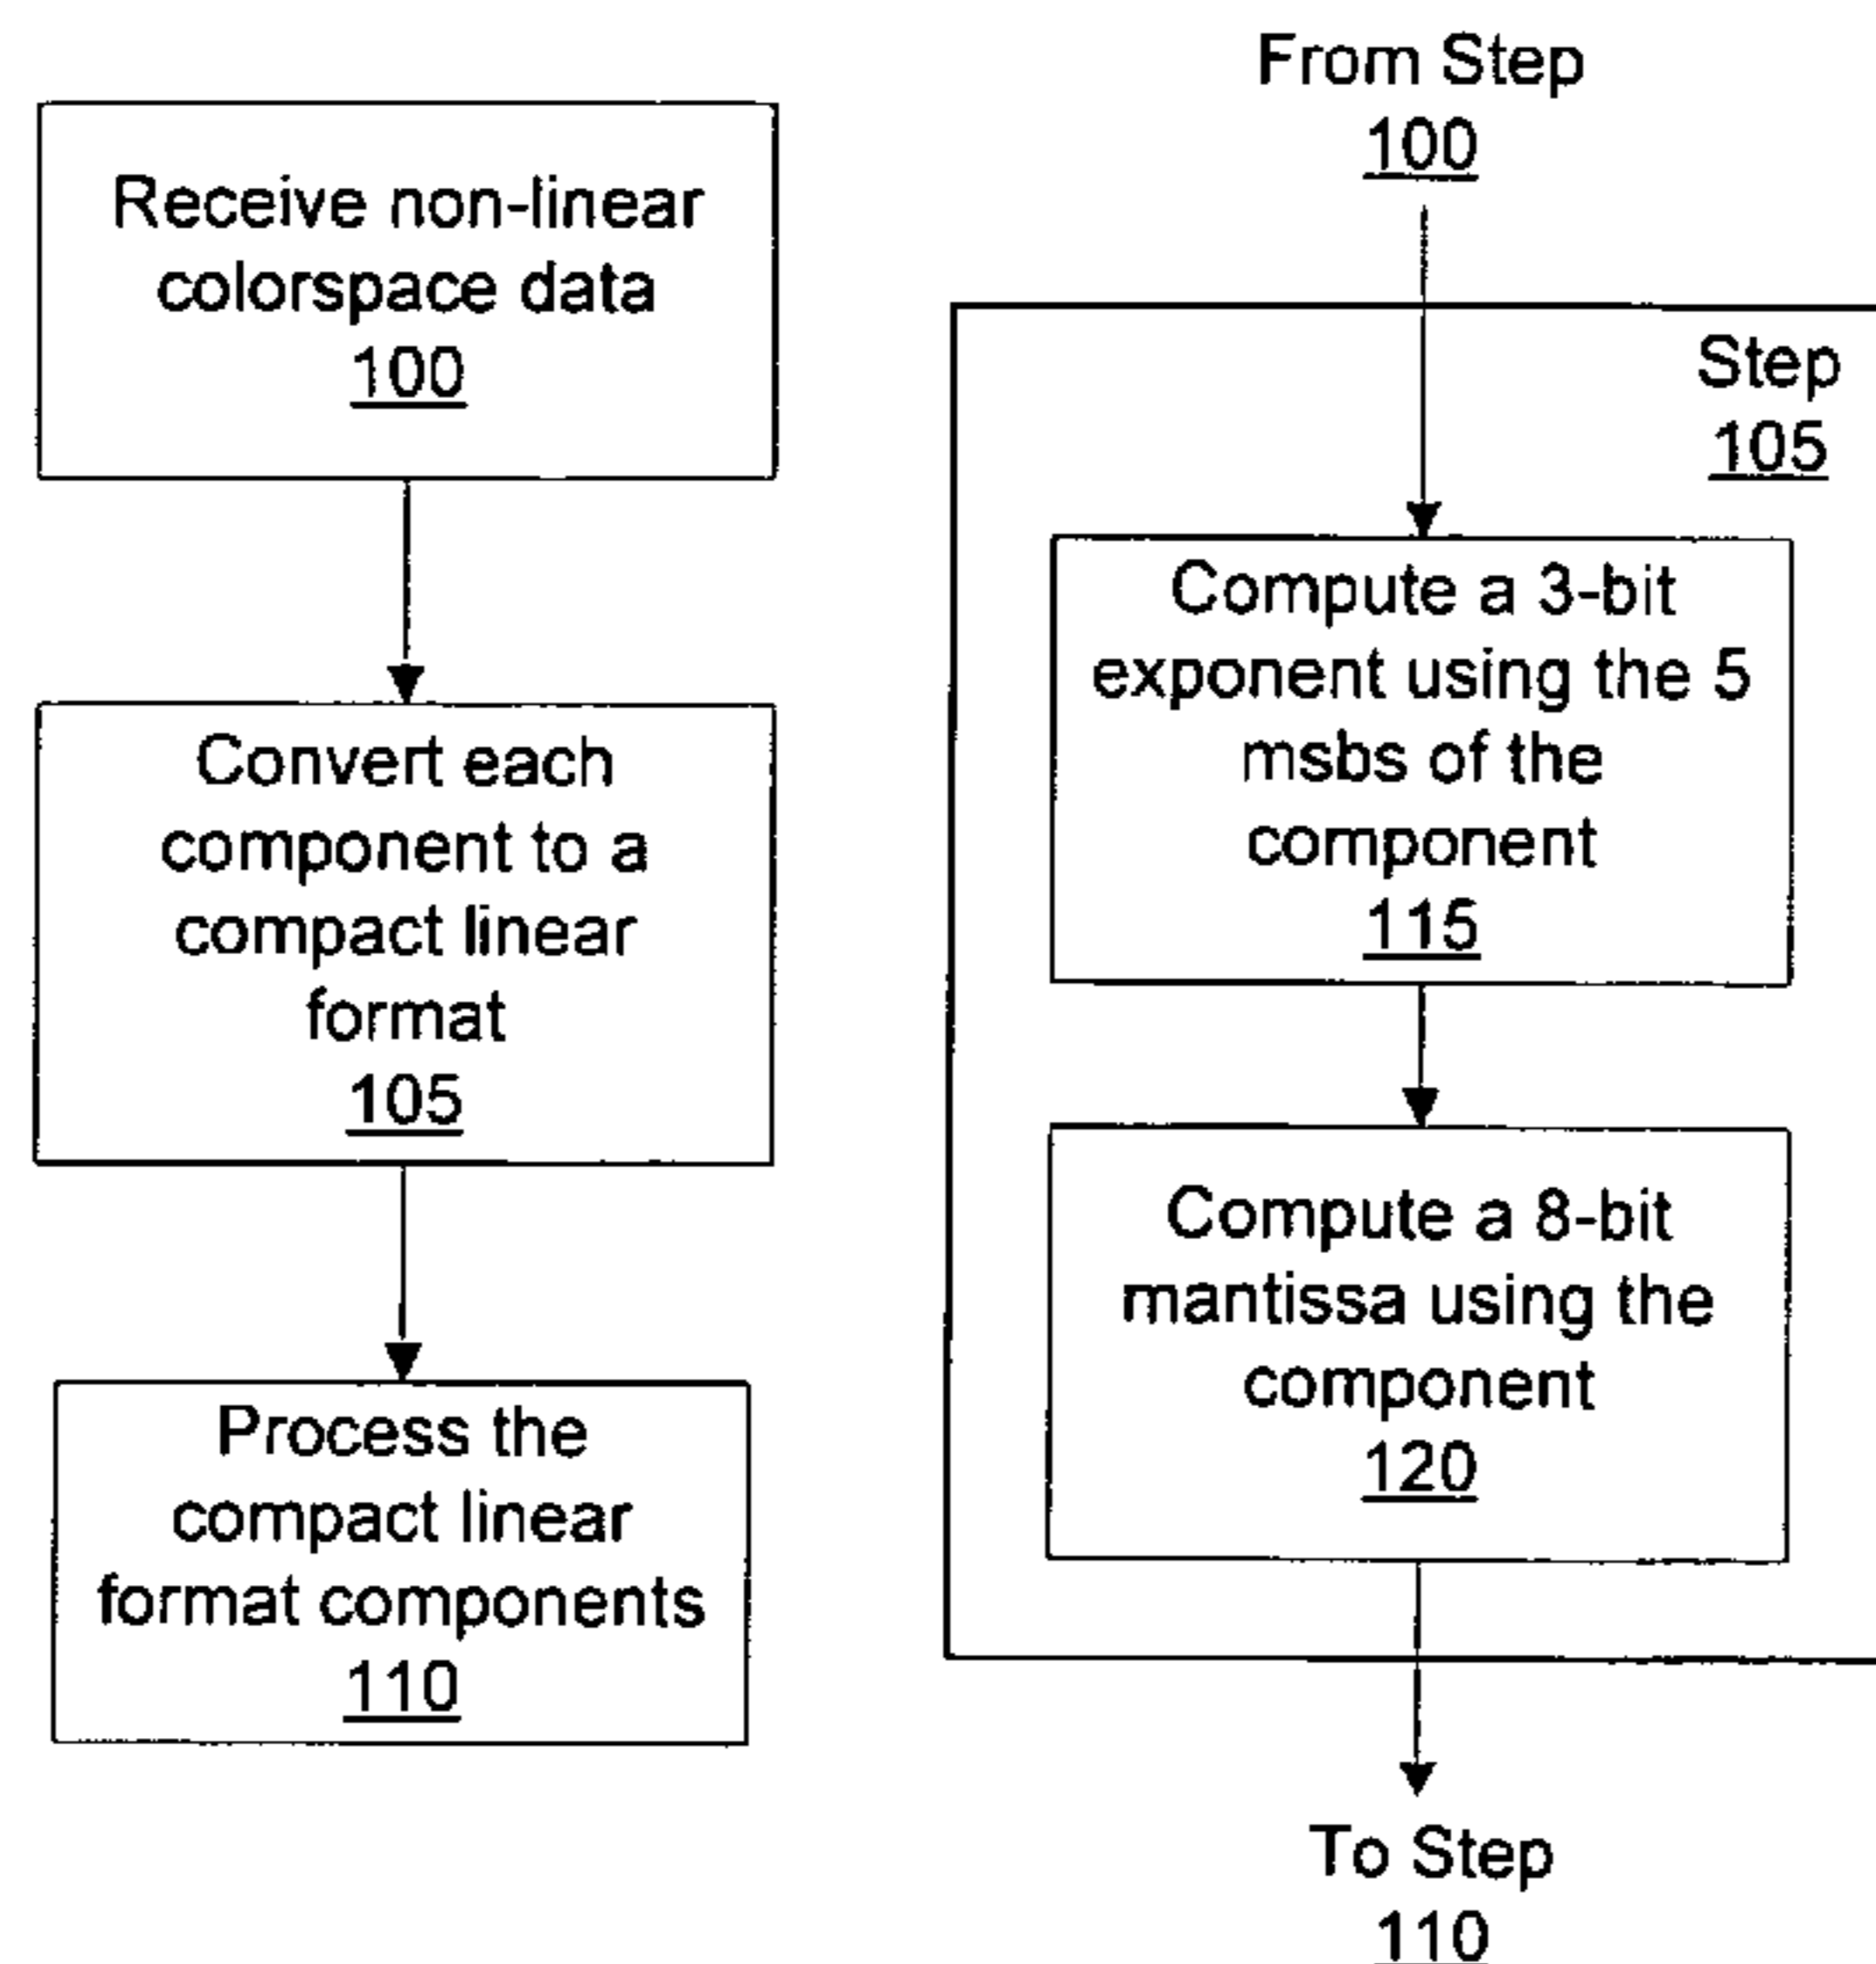 Receive non-linear
colorspace data
100
Convert each
component to a
compact linear
format
105
Process the
compact linear
format components
110
From Step
100
Step
105
Compute a 3-bit
exponent using the 5
msbs of the
component
115
Compute a 8-bit
mantissa using the
component
120
To Step
110